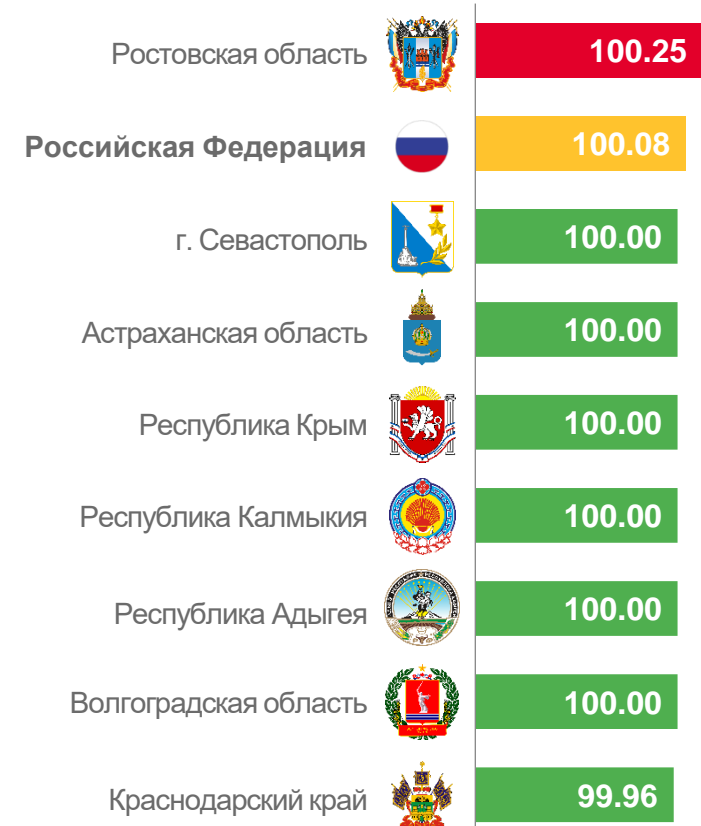 Ростовская область 100.25
Российская Федерация 100.08
г. Севастополь 100.00
Астраханская область 100.00
Республика Крым 100.00
Республика Калмыкия 100.00
Республика Адыгея 100.00
Волгоградская область 100.00
Краснодарский край 99.96